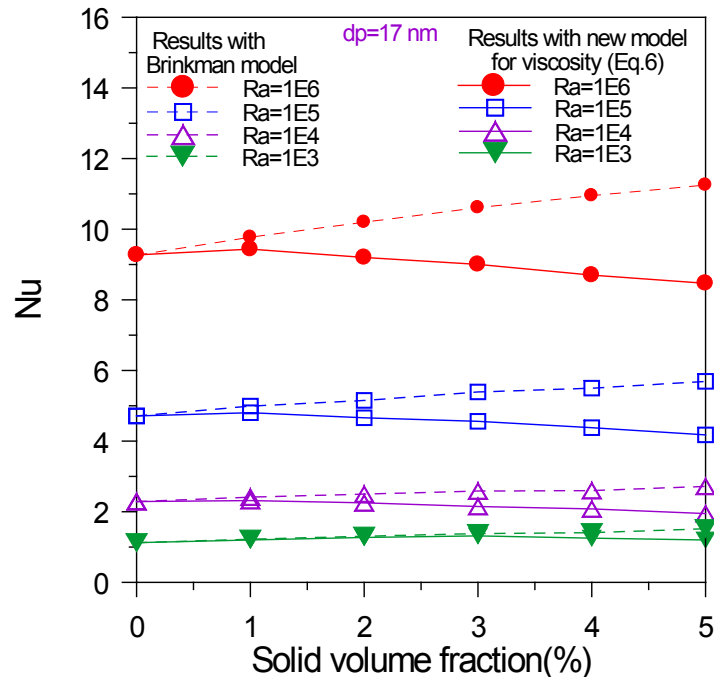 dp=17 nm
Results with
Brinkman model
Ra=1E6
Ra=1E5
Ra=1E4
Ra=1E3
Results with new model
for viscosity (Eq.6)
Ra=1E6
Ra=1E5
Ra=1E4
Ra=1E3
Nu
16
14
12
10
8
6
4
2
0
0 1 2 3 4 5
Solid volume fraction(%)